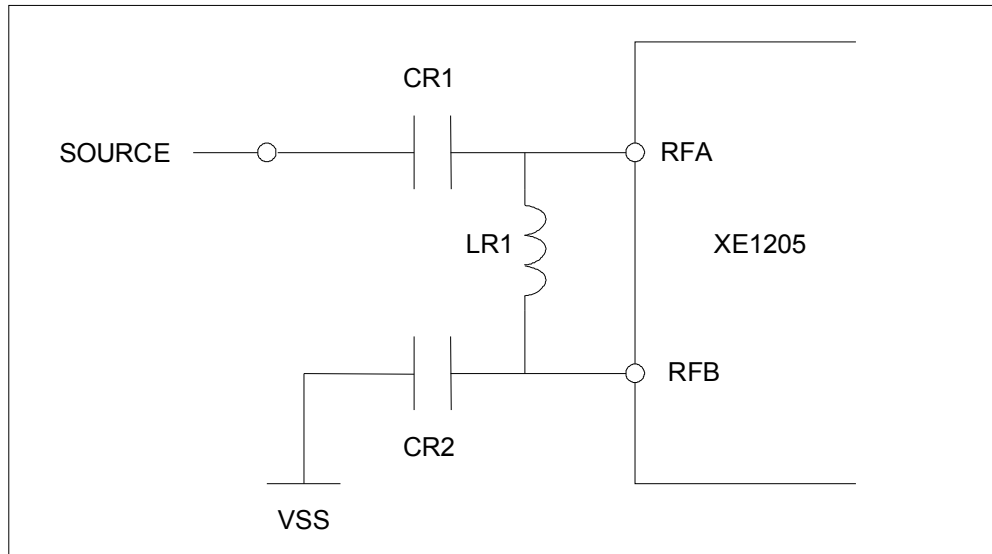 CR1
SOURCE
RFA
LR1
XE1205
RFB
CR2
VSS